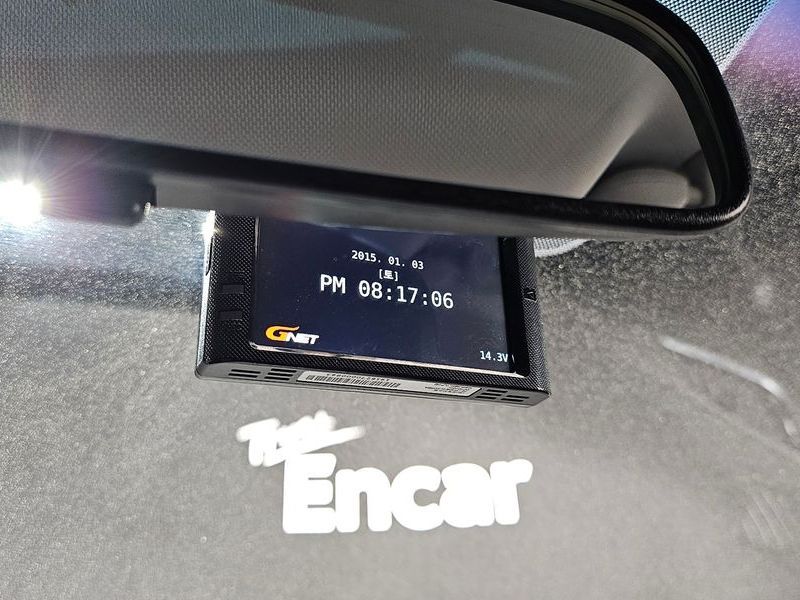 2015. 01. 03
[토]
PM 08:17:06
GNET
14.3V
Encar